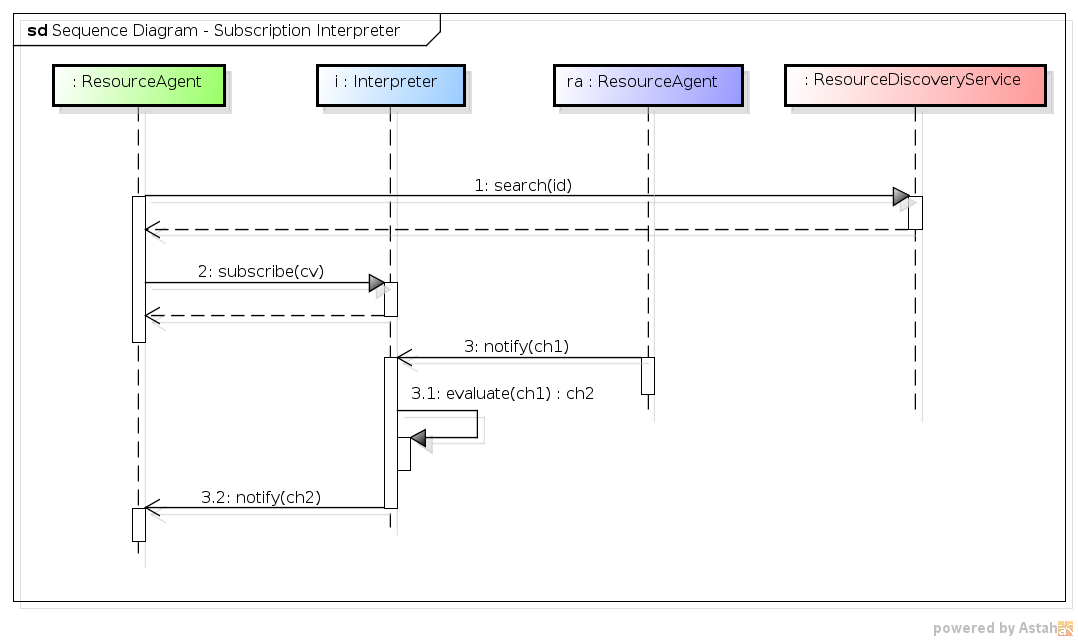 sd Sequence Diagram - Subscription Interpreter
: ResourceAgent
i : Interpreter
ra : ResourceAgent
: ResourceDiscoveryService
1: search(id)
2: subscribe(cv)
3: notify(ch1)
3.1: evaluate(ch1) : ch2
3.2: notify(ch2)
powered by Astah